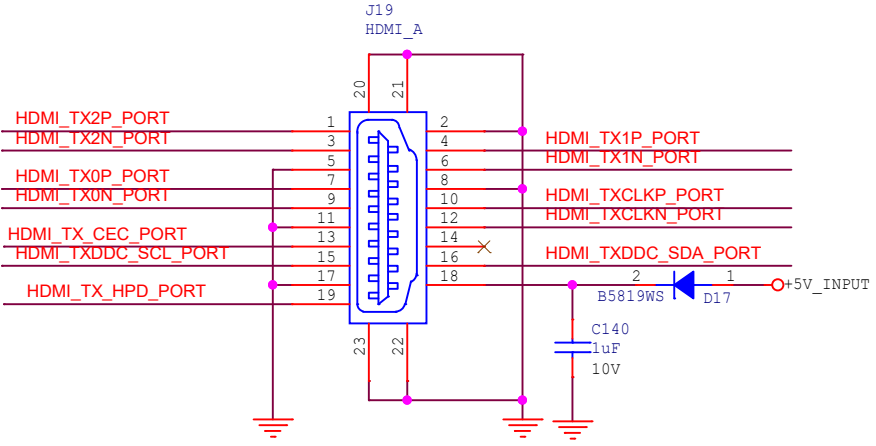 J19
HDMI_A
20
21
HDMI_TX2P_PORT
1
2
HDMI_TX2N_PORT
3
4
HDMI_TX1P_PORT
5
6
HDMI_TX1N_PORT
HDMI_TX0P_PORT
7
8
HDMI_TX0N_PORT
9
10
HDMI_TXCLKP_PORT
11
12
HDMI_TXCLKN_PORT
HDMI_TX_CEC_PORT
13
14
HDMI_TXDDC_SCL_PORT
15
16
HDMI_TXDDC_SDA_PORT
17
18
2
1
+5V_INPUT
HDMI_TX_HPD_PORT
19
B5819WS
D17
23
22
C140
1uF
10V